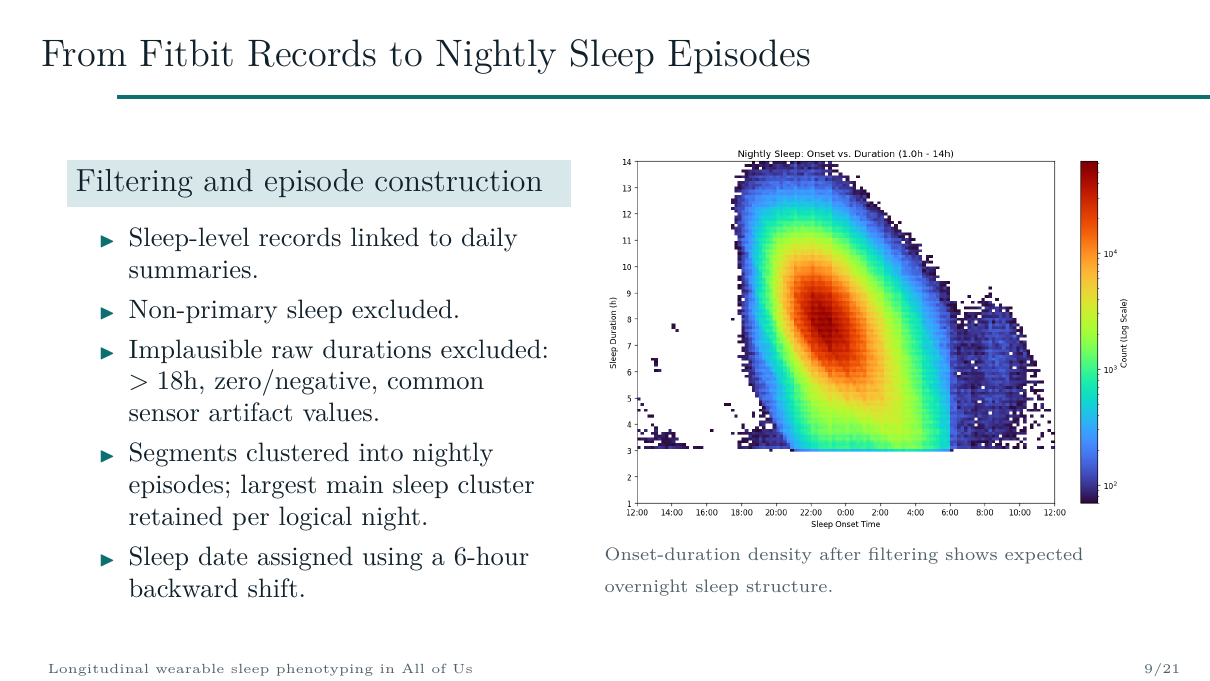 From Fitbit Records to Nightly Sleep Episodes
Filtering and episode construction
▶ Sleep-level records linked to daily
summaries.
▶ Non-primary sleep excluded.
▶ Implausible raw durations excluded:
> 18h, zero/negative, common
sensor artifact values.
▶ Segments clustered into nightly
episodes; largest main sleep cluster
retained per logical night.
▶ Sleep date assigned using a 6-hour
backward shift.
Nightly Sleep: Onset vs. Duration (1.0h - 14h)
Sleep Duration (h)
14
13
12
11
10
9
8
7
6
5
4
3
2
1
12:00 14:00 16:00 18:00 20:00 22:00 0:00 2:00 4:00 6:00 8:00 10:00 12:00
Sleep Onset Time
10⁴
10³
10²
Count (Log Scale)
Onset-duration density after filtering shows expected
overnight sleep structure.
Longitudinal wearable sleep phenotyping in All of Us
9/21